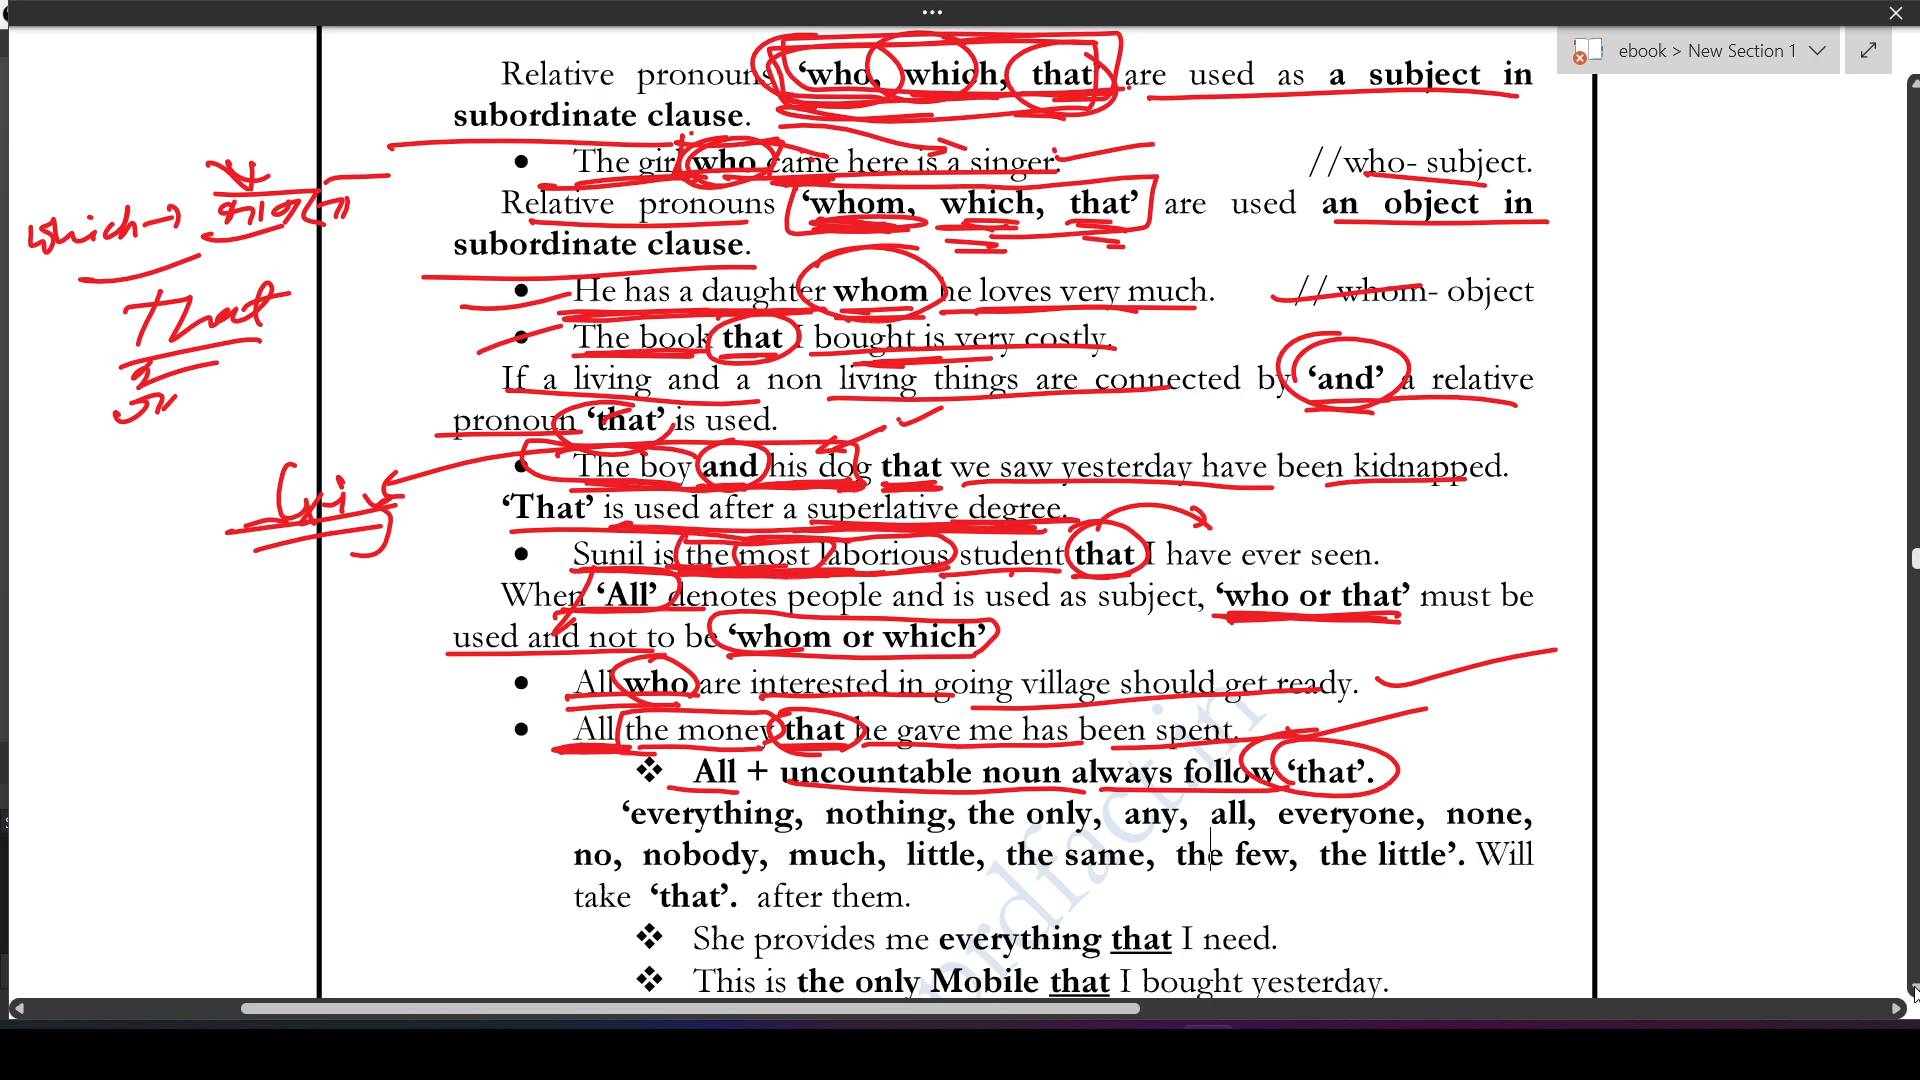 ebook > New Section 1
Relative pronouns ‘who, which, that’ are used as a subject in
subordinate clause.
• The girl who came here is a singer. //who- subject.
Relative pronouns ‘whom, which, that’ are used an object in
subordinate clause.
• He has a daughter whom he loves very much. // whom- object
• The book that I bought is very costly.
If a living and a non living things are connected by ‘and’ a relative
pronoun ‘that’ is used.
• The boy and his dog that we saw yesterday have been kidnapped.
‘That’ is used after a superlative degree.
• Sunil is the most laborious student that I have ever seen.
When ‘All’ denotes people and is used as subject, ‘who or that’ must be
used and not to be ‘whom or which’
• All who are interested in going village should get ready.
• All the money that he gave me has been spent.
❖ All + uncountable noun always follow ‘that’.
‘everything, nothing, the only, any, all, everyone, none,
no, nobody, much, little, the same, the few, the little’. Will
take ‘that’. after them.
❖ She provides me everything that I need.
❖ This is the only Mobile that I bought yesterday.
which →
That